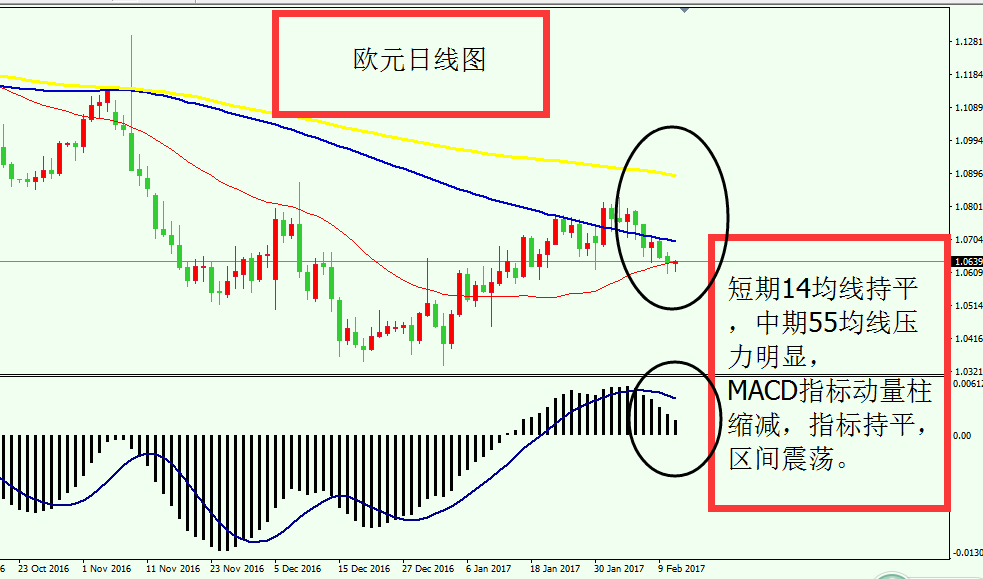 欧元日线图
1.1281
1.1184
1.1089
1.0994
1.0896
1.0801
1.0704
1.0639
1.0609
1.0514
1.0416
1.0321
短期14均线持平
，中期55均线压
力明显，
MACD指标动量柱
缩减，指标持平，
区间震荡。
0.00612
0.00
-0.0130
6 23 Oct 2016 1 Nov 2016 11 Nov 2016 23 Nov 2016 5 Dec 2016 15 Dec 2016 27 Dec 2016 6 Jan 2017 18 Jan 2017 30 Jan 2017 9 Feb 2017